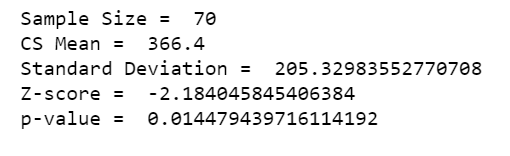 Sample Size =  70
CS Mean =  366.4
Standard Deviation =  205.32983552770708
Z-score =  -2.184045845406384
p-value =  0.014479439716114192